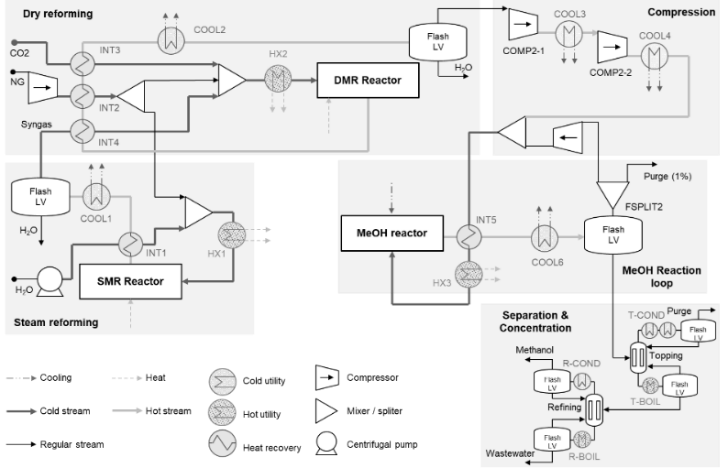 Dry reforming
COOL2
CO2
INT3
NG
INT2
HX2
DMR Reactor
Syngas
INT4
Flash
LV
H2O
Compression
COOL3
COMP2-1
COOL4
COMP2-2
Flash
LV
H2O
COOL1
INT1
HX1
H2O
SMR Reactor
Steam reforming
Purge (1%)
FSPLIT2
MeOH reactor
INT5
Flash
LV
COOL6
HX3
MeOH Reaction
loop
Separation &
Concentration
T-COND
Purge
Flash
LV
Topping
T-BOIL
Flash
LV
Methanol
R-COND
Flash
LV
Refining
Flash
LV
Wastewater
R-BOIL
Cooling
Heat
Cold utility
Compressor
Cold stream
Hot stream
Hot utility
Mixer / spliter
Regular stream
Heat recovery
Centrifugal pump